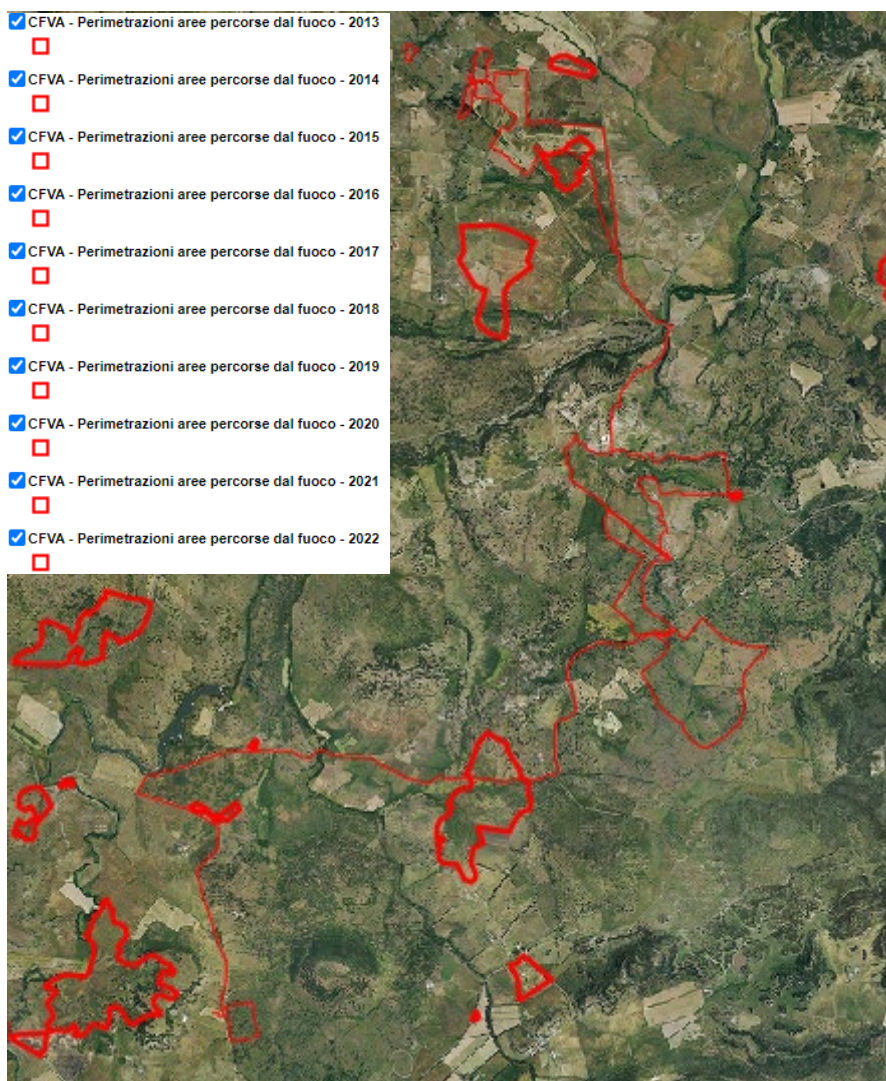 CFVA - Perimetrazioni aree percorse dal fuoco - 2013
CFVA - Perimetrazioni aree percorse dal fuoco - 2014
CFVA - Perimetrazioni aree percorse dal fuoco - 2015
CFVA - Perimetrazioni aree percorse dal fuoco - 2016
CFVA - Perimetrazioni aree percorse dal fuoco - 2017
CFVA - Perimetrazioni aree percorse dal fuoco - 2018
CFVA - Perimetrazioni aree percorse dal fuoco - 2019
CFVA - Perimetrazioni aree percorse dal fuoco - 2020
CFVA - Perimetrazioni aree percorse dal fuoco - 2021
CFVA - Perimetrazioni aree percorse dal fuoco - 2022